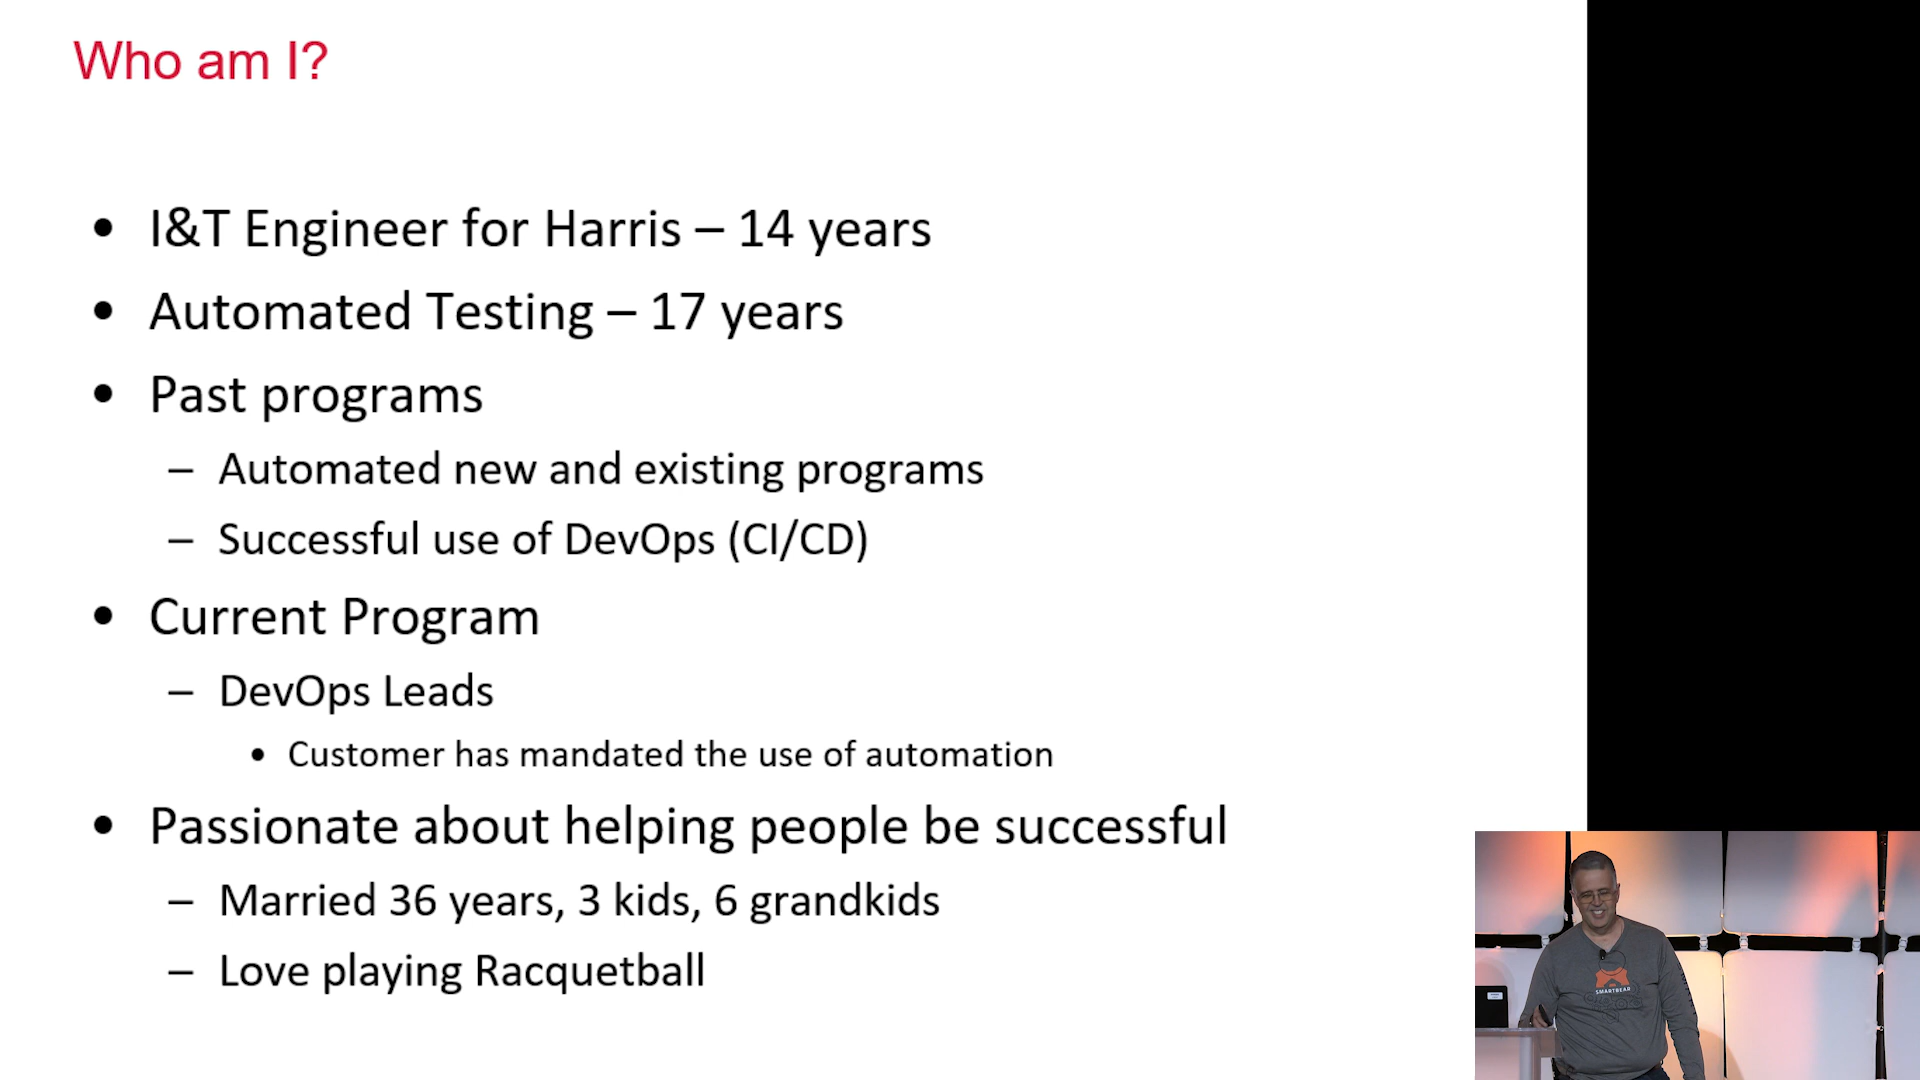 Who am I?
• I&T Engineer for Harris – 14 years
• Automated Testing – 17 years
• Past programs
– Automated new and existing programs
– Successful use of DevOps (CI/CD)
• Current Program
– DevOps Leads
• Customer has mandated the use of automation
• Passionate about helping people be successful
– Married 36 years, 3 kids, 6 grandkids
– Love playing Racquetball
SMARTBEAR